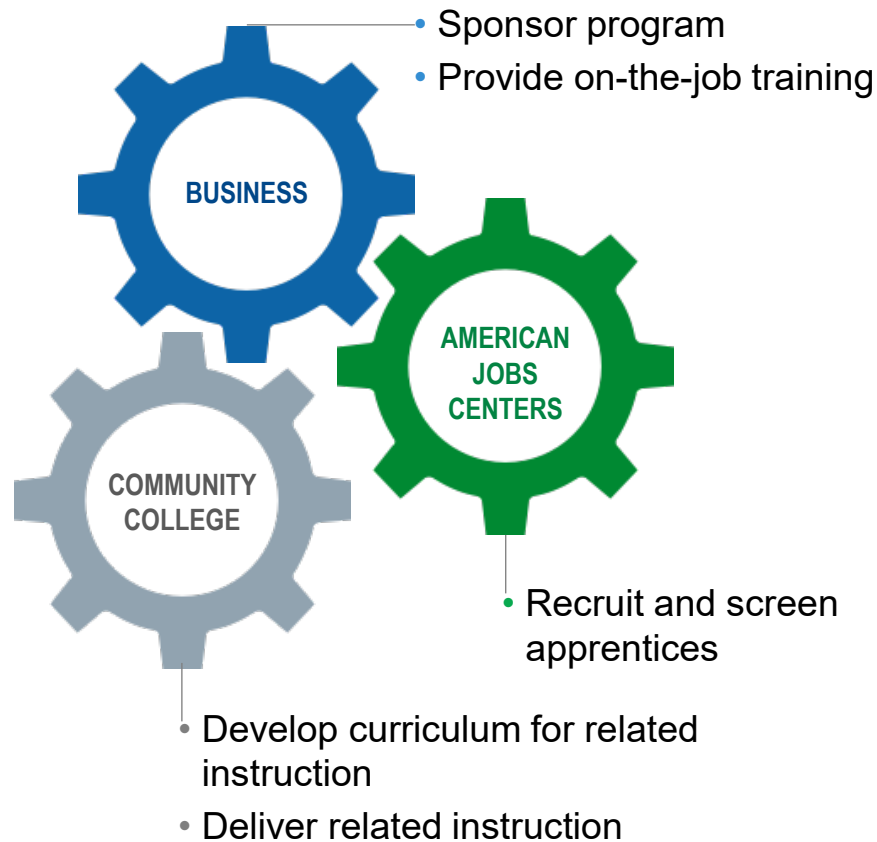 • Sponsor program
• Provide on-the-job training
BUSINESS
AMERICAN
JOBS
CENTERS
COMMUNITY
COLLEGE
• Recruit and screen
apprentices
• Develop curriculum for related
instruction
• Deliver related instruction